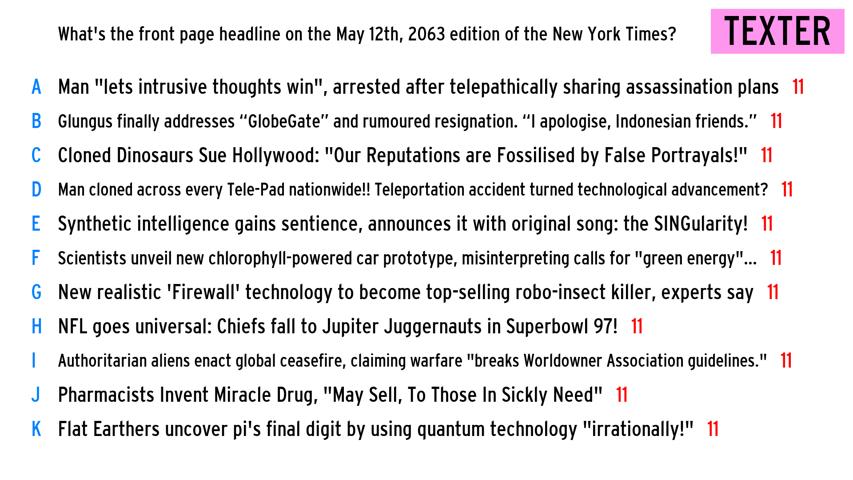 What's the front page headline on the May 12th, 2063 edition of the New York Times?
TEXTER
A Man "lets intrusive thoughts win", arrested after telepathically sharing assassination plans 11
B Glungus finally addresses “GlobeGate” and rumoured resignation. “I apologise, Indonesian friends.” 11
C Cloned Dinosaurs Sue Hollywood: "Our Reputations are Fossilised by False Portrayals!" 11
D Man cloned across every Tele-Pad nationwide!! Teleportation accident turned technological advancement? 11
E Synthetic intelligence gains sentience, announces it with original song: the SINGularity! 11
F Scientists unveil new chlorophyll-powered car prototype, misinterpreting calls for "green energy"... 11
G New realistic 'Firewall' technology to become top-selling robo-insect killer, experts say 11
H NFL goes universal: Chiefs fall to Jupiter Juggernauts in Superbowl 97! 11
I Authoritarian aliens enact global ceasefire, claiming warfare "breaks Worldowner Association guidelines." 11
J Pharmacists Invent Miracle Drug, "May Sell, To Those In Sickly Need" 11
K Flat Earthers uncover pi's final digit by using quantum technology "irrationally!" 11